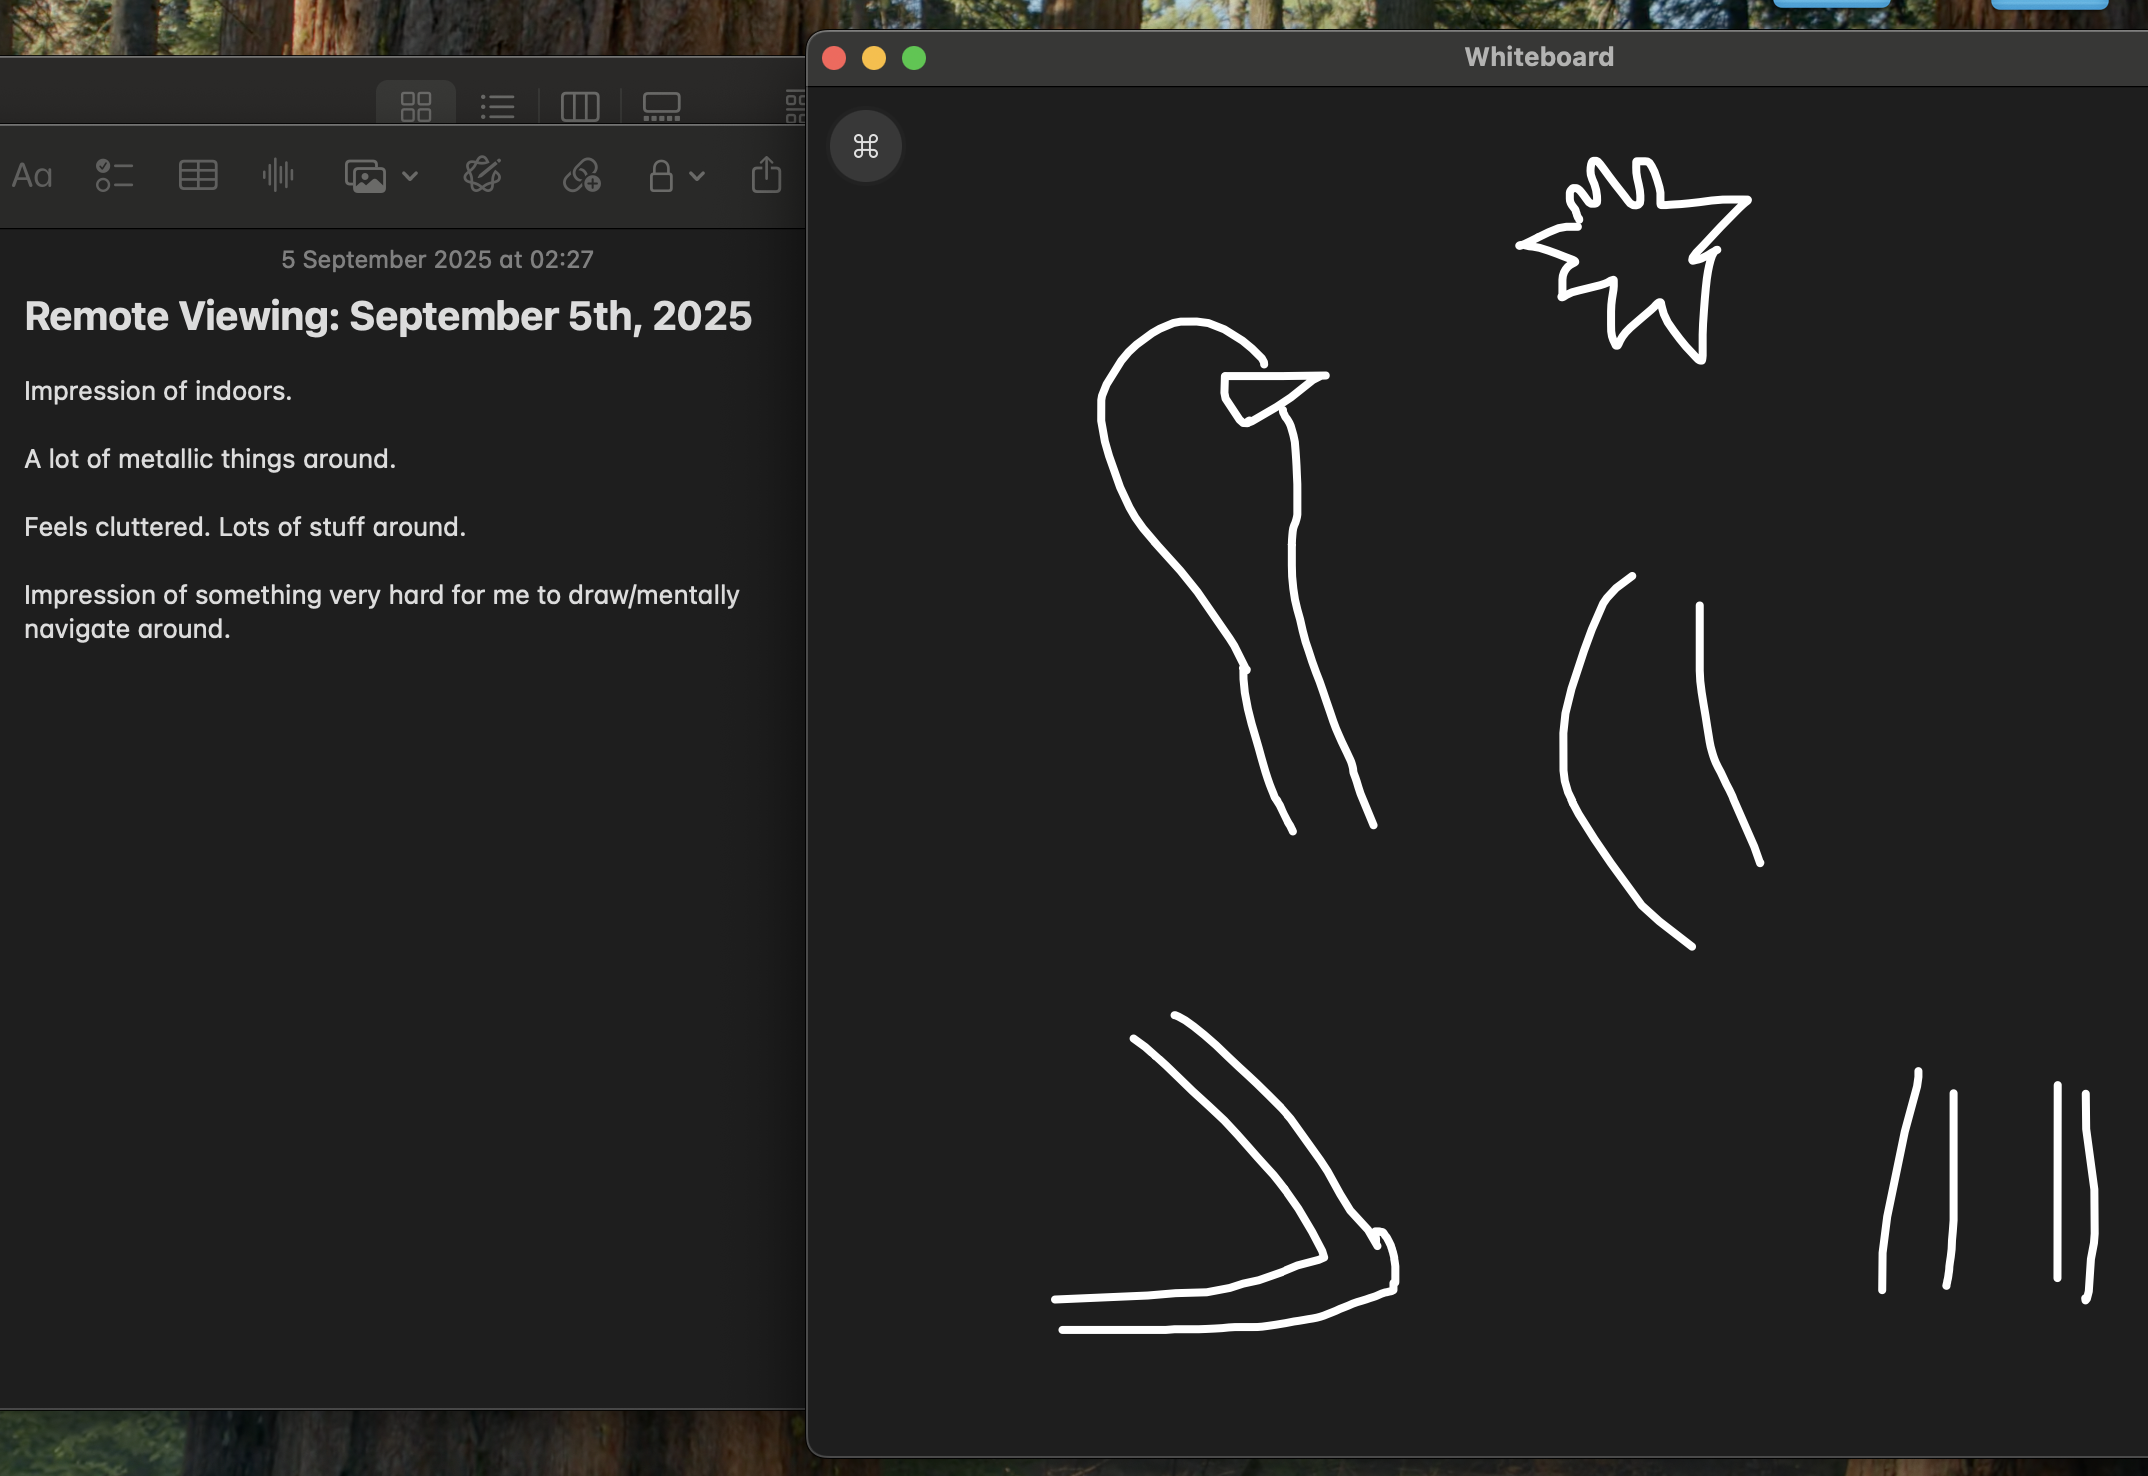 Whiteboard
Aa
5 September 2025 at 02:27
Remote Viewing: September 5th, 2025
Impression of indoors.
A lot of metallic things around.
Feels cluttered. Lots of stuff around.
Impression of something very hard for me to draw/mentally
navigate around.